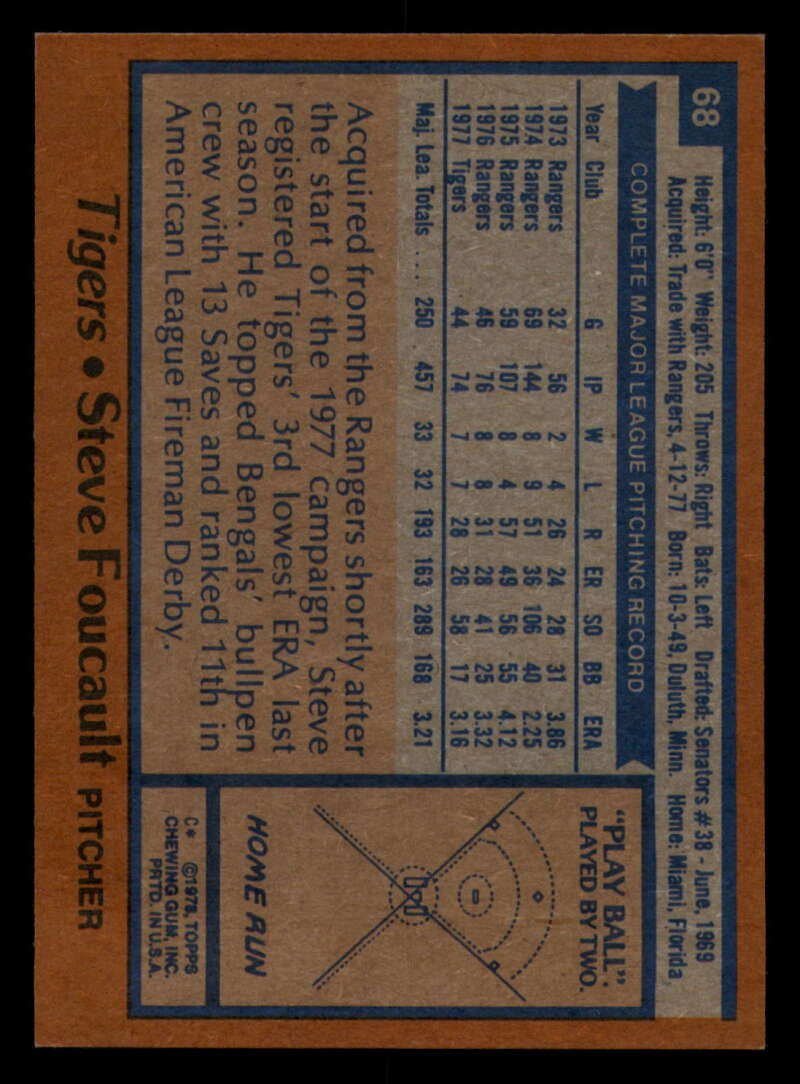 68
Height: 6'0" Weight: 205 Throws: Right Bats: Left Drafted: Senators #38 - June, 1969
Acquired: Trade with Rangers, 4-12-77 Born: 10-3-49, Duluth, Minn. Home: Miami, Florida
COMPLETE MAJOR LEAGUE PITCHING RECORD
Year Club G IP W L R ER SO BB ERA
1973 Rangers 32 56 2 4 26 24 28 31 3.86
1974 Rangers 69 144 8 9 51 36 106 40 2.25
1975 Rangers 59 107 8 4 57 49 56 55 4.12
1976 Rangers 46 76 8 8 31 28 41 25 3.32
1977 Tigers 44 74 7 7 28 26 58 17 3.16
Maj. Lea. Totals .... 250 457 33 32 193 163 289 168 3.21
Acquired from the Rangers shortly after
the start of the 1977 campaign, Steve
registered Tigers' 3rd lowest ERA last
season. He topped Bengals' bullpen
crew with 13 Saves and ranked 11th in
American League Fireman Derby.
"PLAY BALL".
PLAYED BY TWO.
HOME RUN
C* ©1978, TOPPS
CHEWING GUM, INC.
PRTD. IN U.S.A.
Tigers • Steve Foucault PITCHER